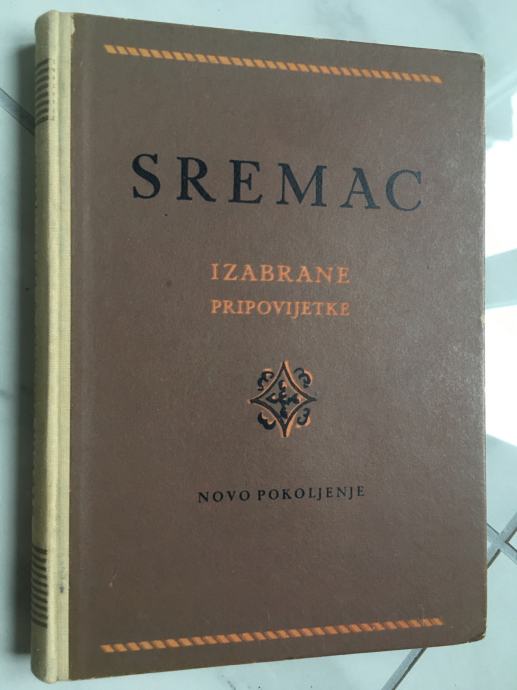 SREMAC
IZABRANE
PRIPOVIJETKE
NOVO POKOLJENJE